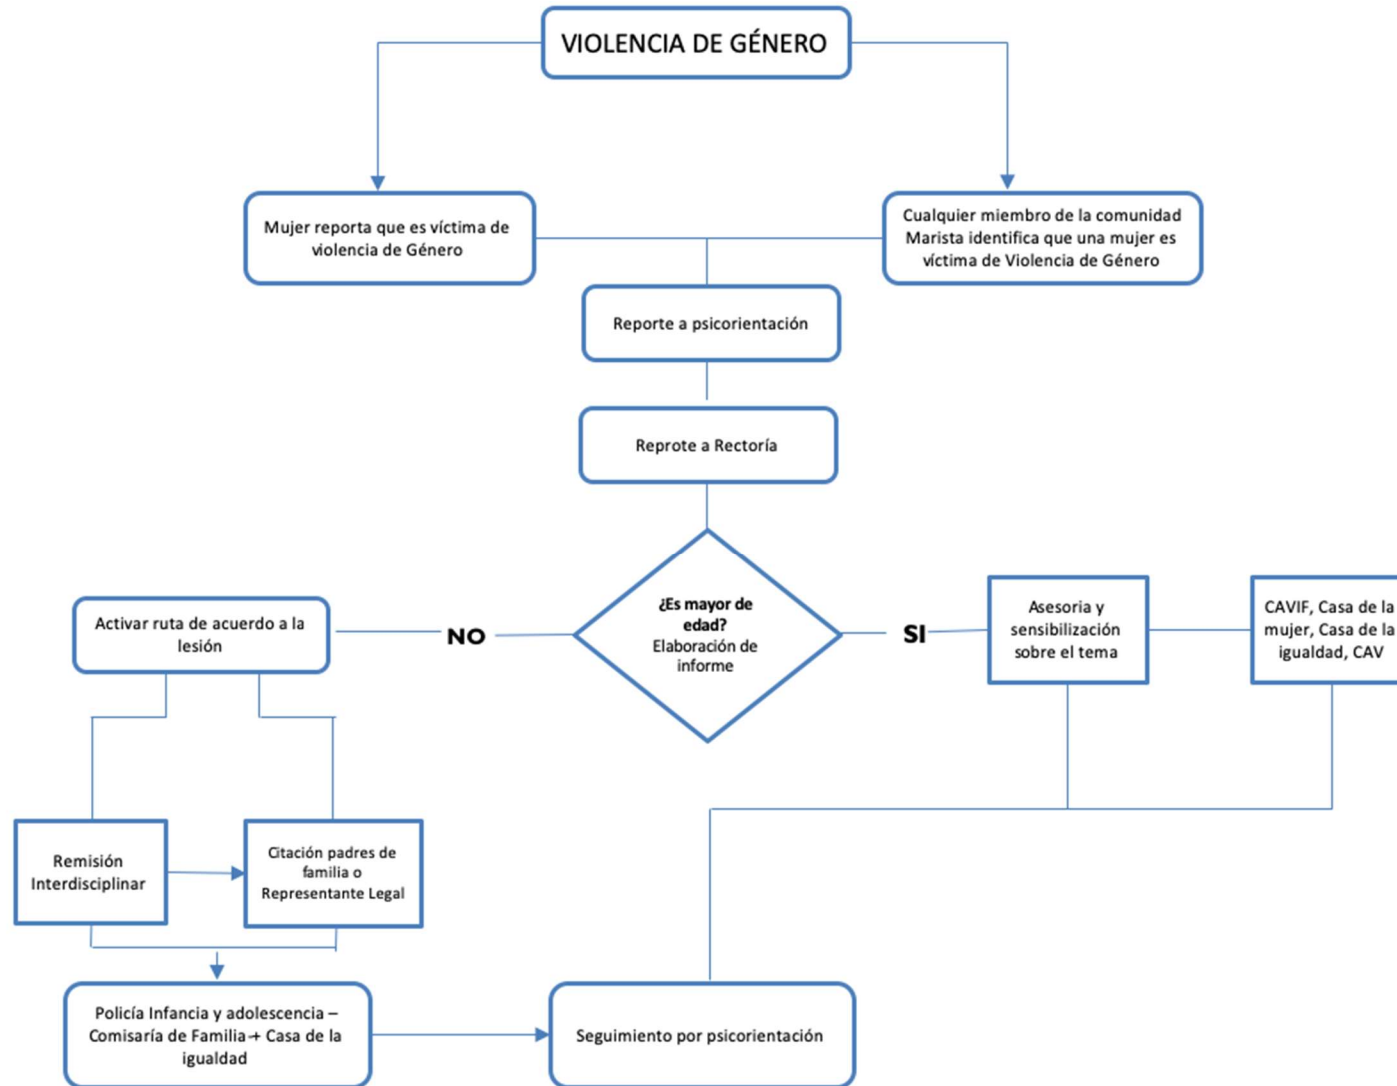 VIOLENCIA DE GÉNERO
Mujer reporta que es víctima de
violencia de Género
Cualquier miembro de la comunidad
Marista identifica que una mujer es
víctima de Violencia de Género
Reporte a psicorientación
Reprote a Rectoría
¿Es mayor de
edad?
Elaboración de
informe
NO
SI
Activar ruta de acuerdo a la
lesión
Asesoria y
sensibilización
sobre el tema
CAVIF, Casa de la
mujer, Casa de la
igualdad, CAV
Remisión
Interdisciplinar
Citación padres de
familia o
Representante Legal
Policía Infancia y adolescencia –
Comisaría de Familia-+ Casa de la
igualdad
Seguimiento por psicorientación